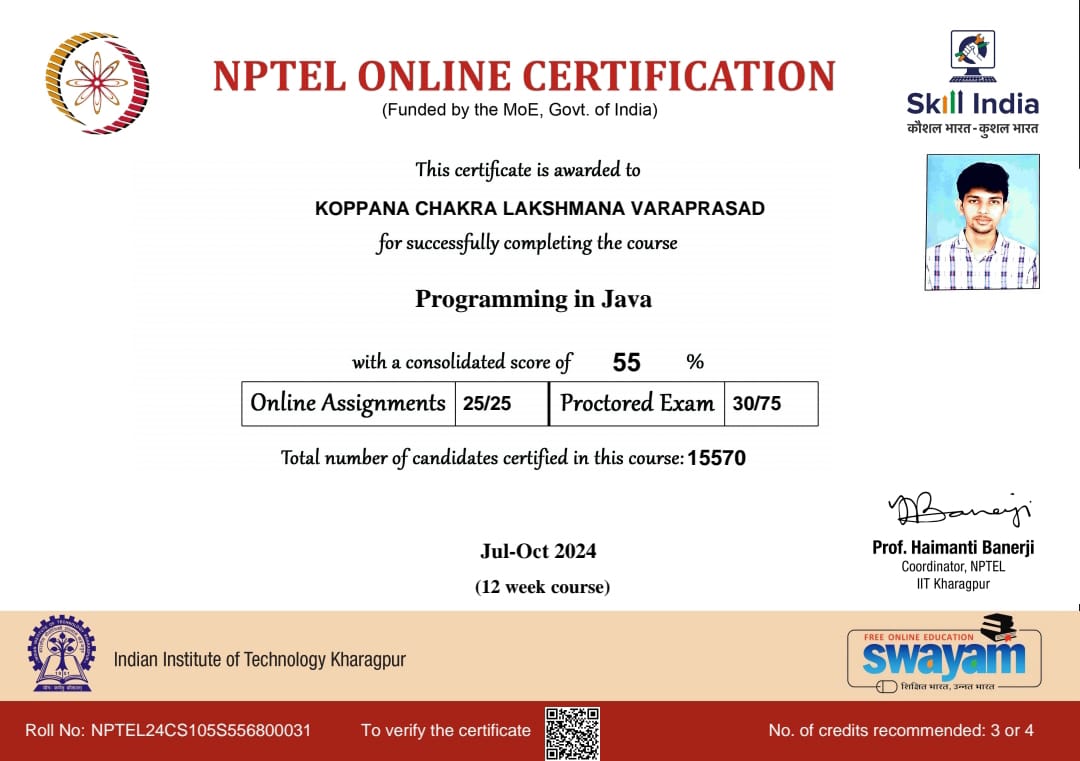 NPTEL ONLINE CERTIFICATION
(Funded by the MoE, Govt. of India)
Skill India
कौशल भारत - कुशल भारत
This certificate is awarded to
KOPPANA CHAKRA LAKSHMANA VARAPRASAD
for successfully completing the course
Programming in Java
with a consolidated score of 55 %
Online Assignments 25/25 Proctored Exam 30/75
Total number of candidates certified in this course: 15570
Banerji
Prof. Haimanti Banerji
Coordinator, NPTEL
IIT Kharagpur
Jul-Oct 2024
(12 week course)
Indian Institute of Technology Kharagpur
FREE ONLINE EDUCATION
swayam
शिक्षित भारत, उन्नत भारत
Roll No: NPTEL24CS105S556800031 To verify the certificate No. of credits recommended: 3 or 4